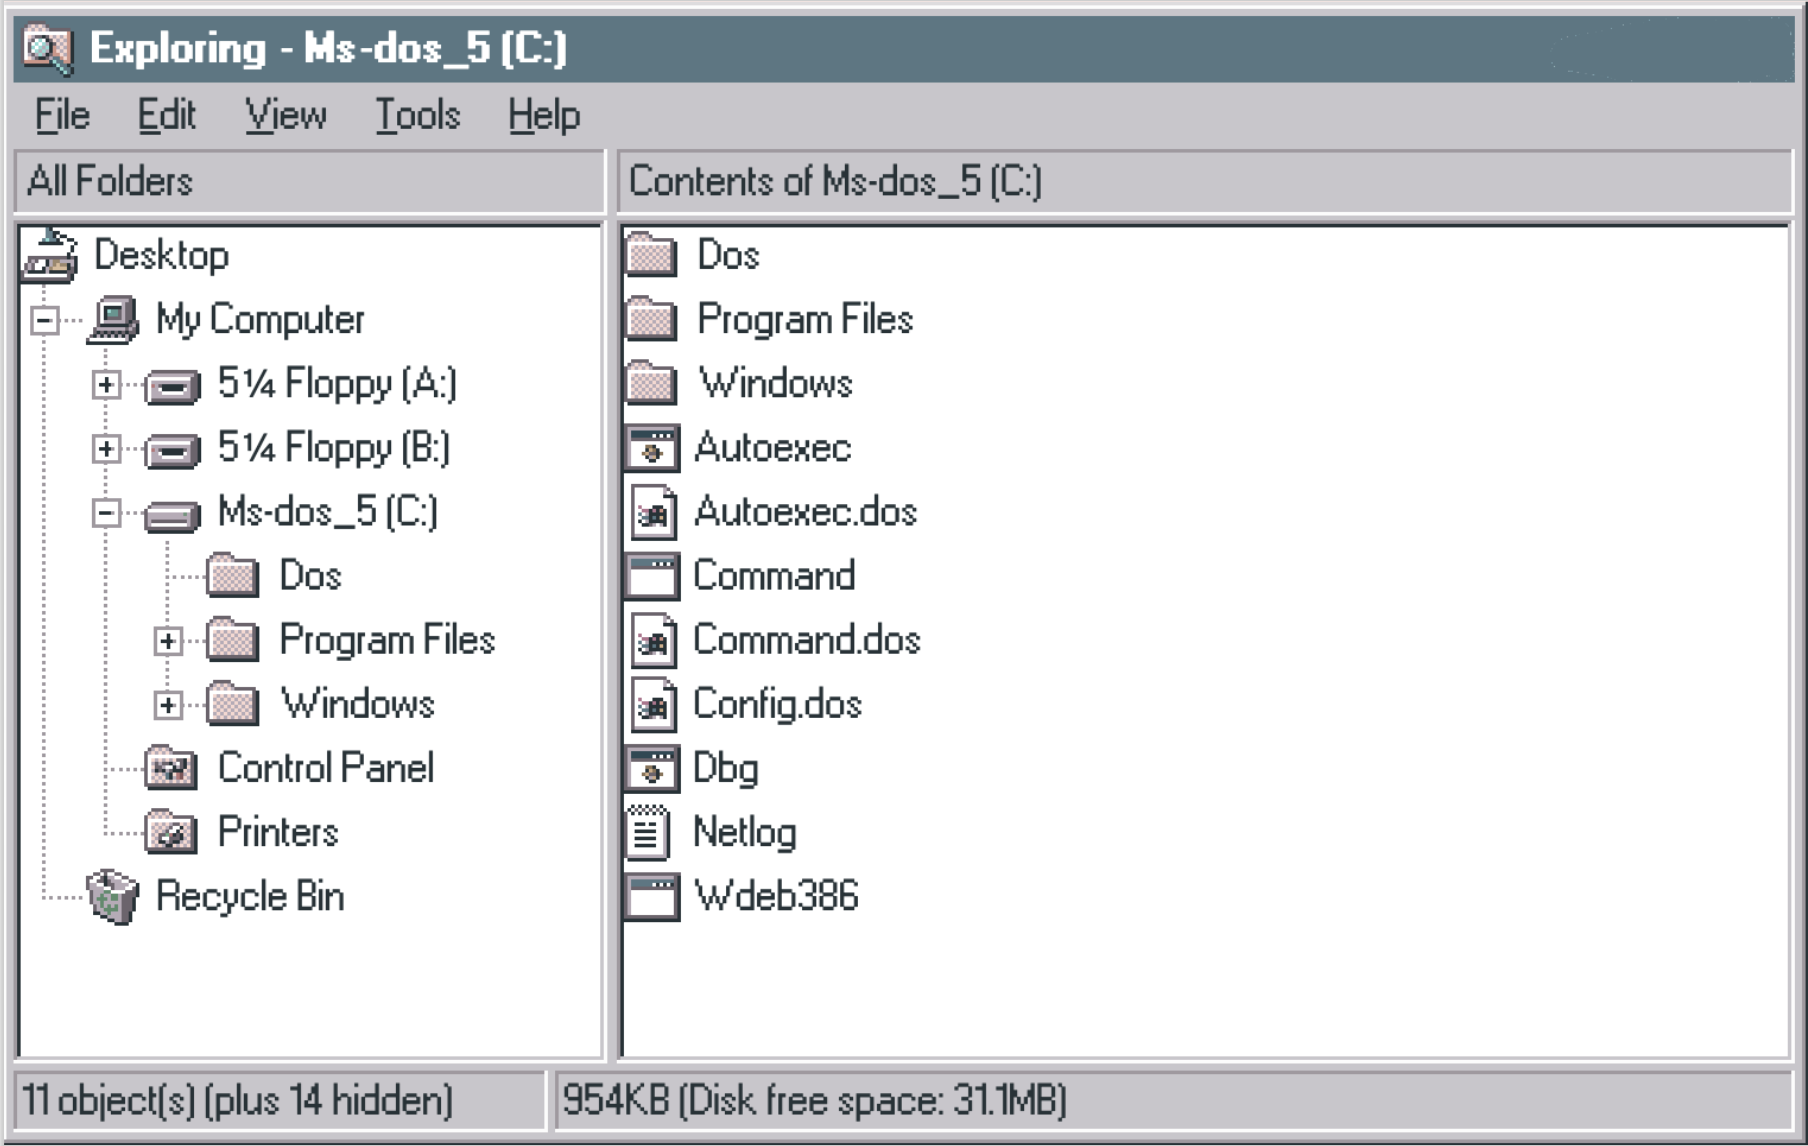 Exploring - Ms-dos_5 (C:)
File Edit View Tools Help
All Folders
Contents of Ms-dos_5 (C:)
Desktop
My Computer
5¼ Floppy (A:)
5¼ Floppy (B:)
Ms-dos_5 (C:)
Dos
Program Files
Windows
Control Panel
Printers
Recycle Bin
Dos
Program Files
Windows
Autoexec
Autoexec.dos
Command
Command.dos
Config.dos
Dbg
Netlog
Wdeb386
11 object(s) (plus 14 hidden)
954KB (Disk free space: 31.1MB)